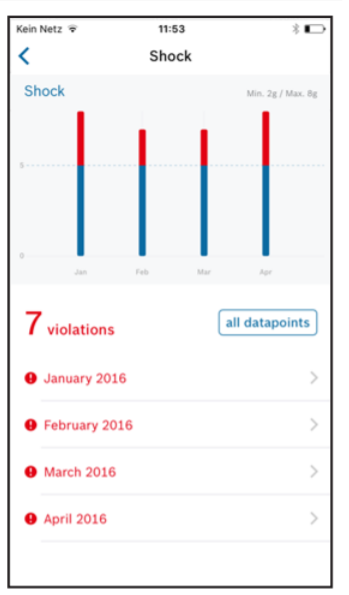 Kein Netz 11:53
Shock
Shock Min. 2g / Max. 8g
5
0
Jan Feb Mar Apr
7 violations all datapoints
January 2016
February 2016
March 2016
April 2016